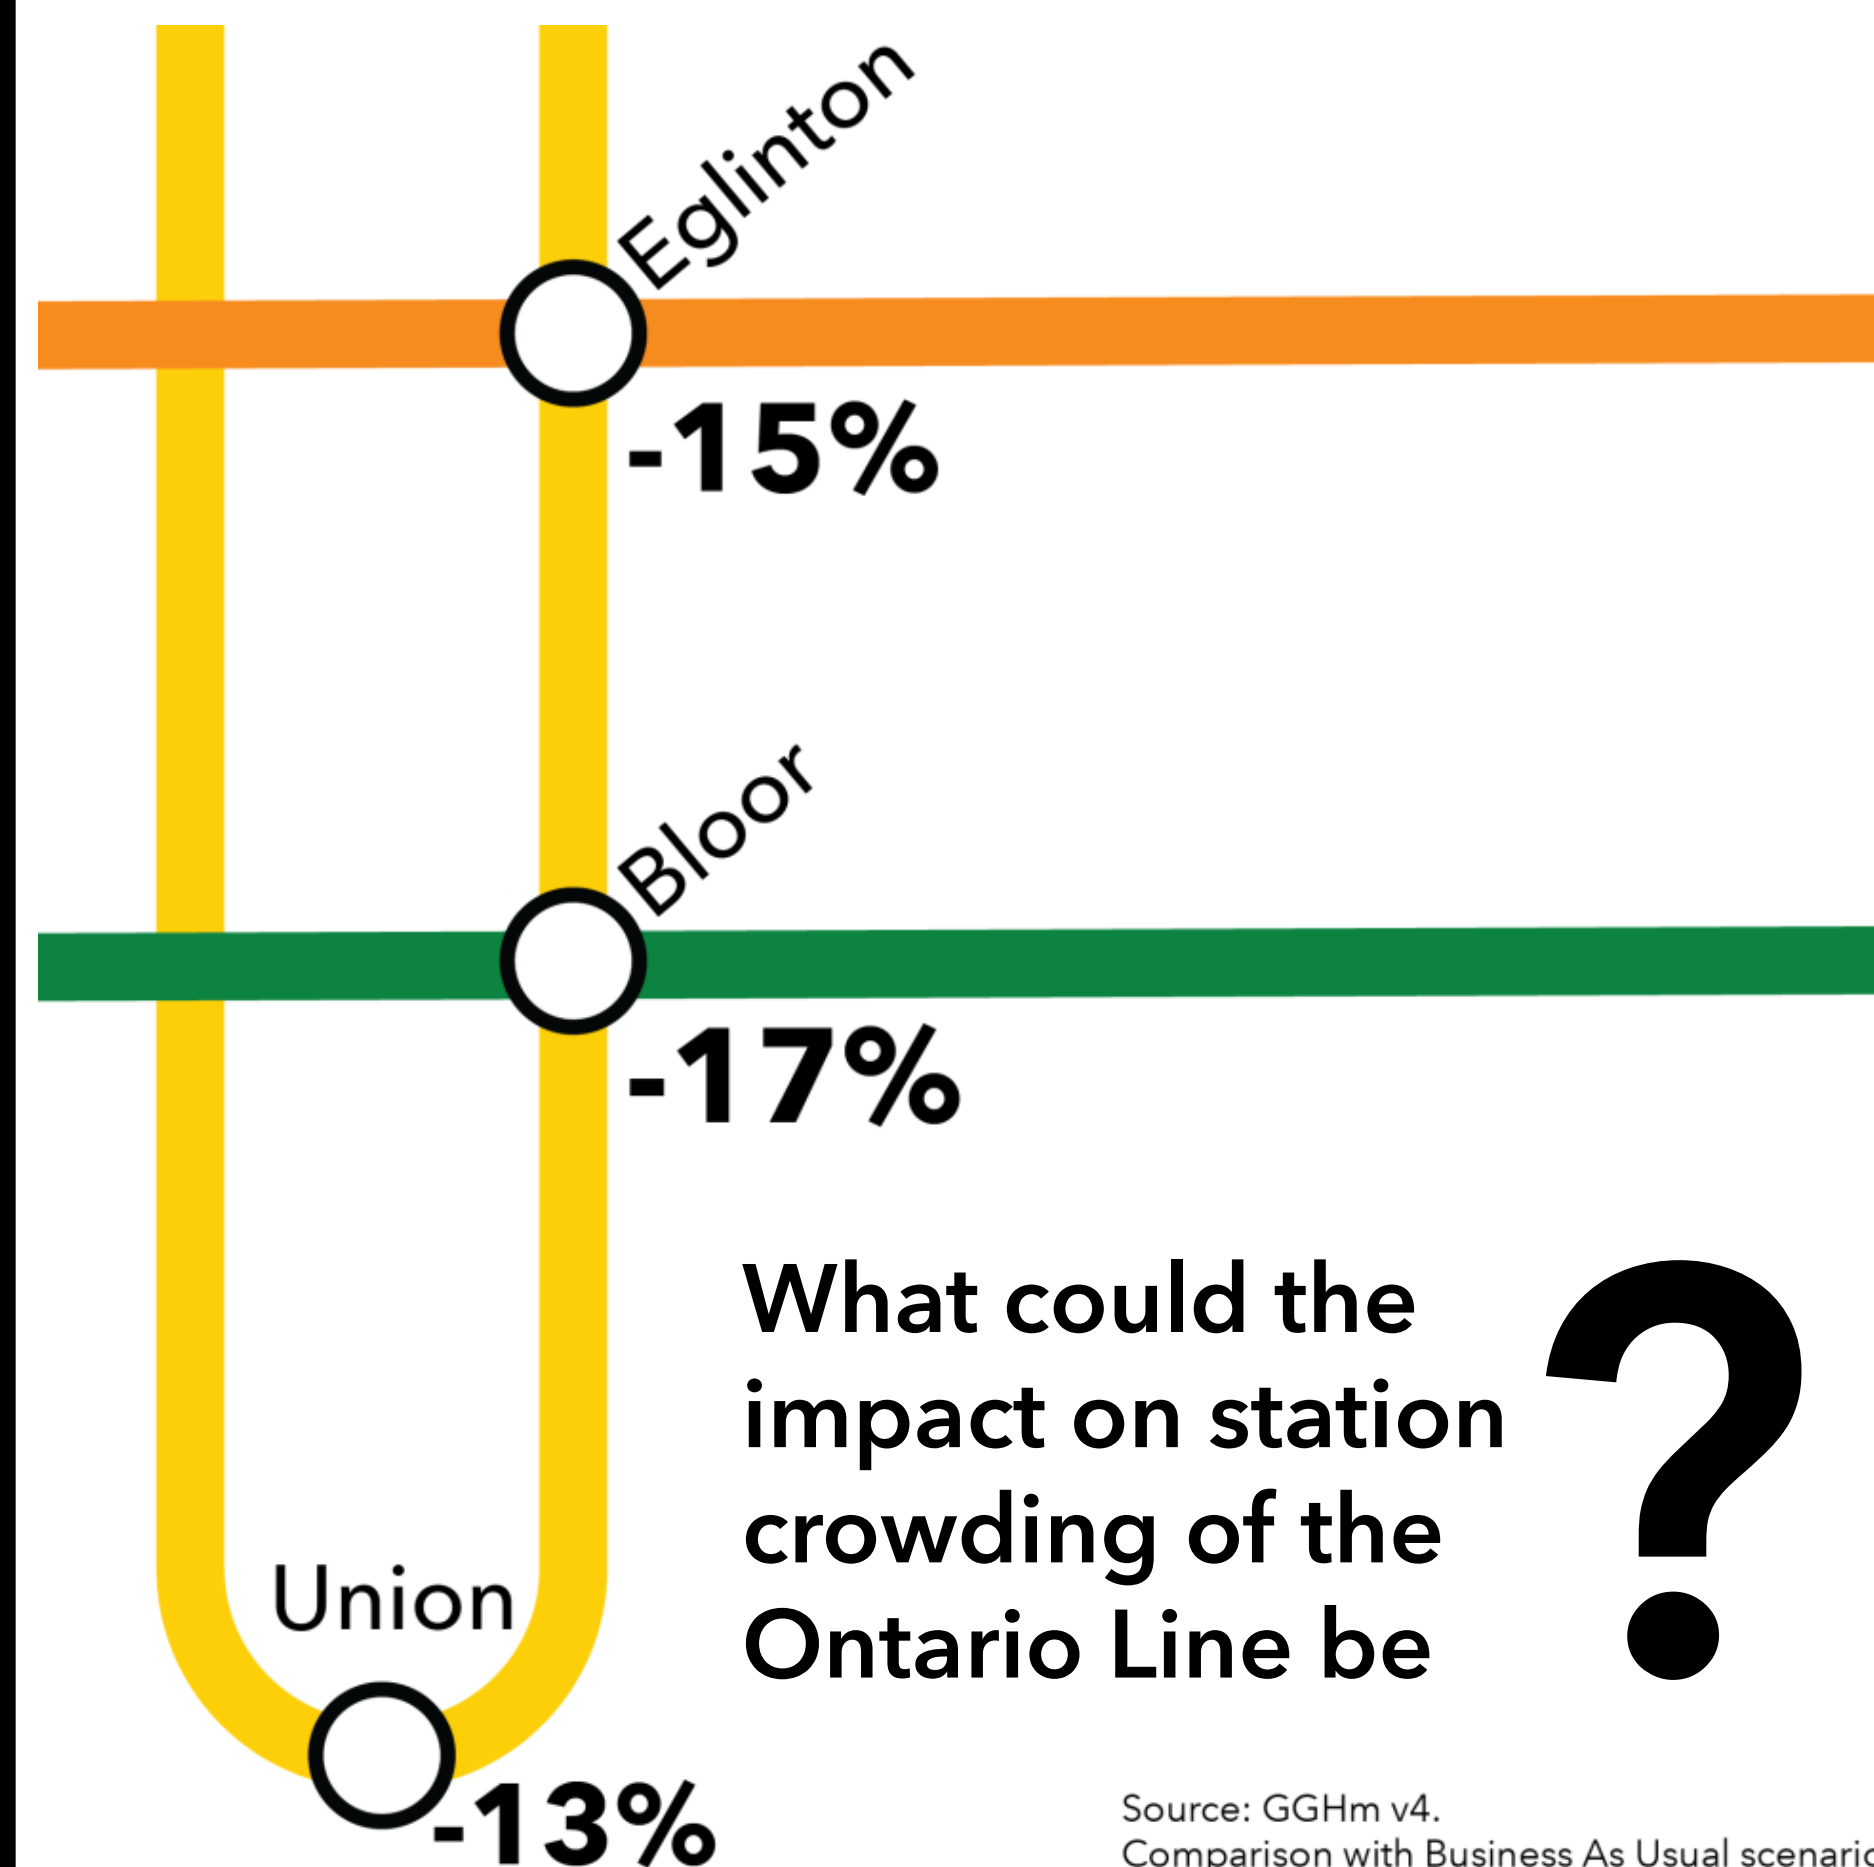 Eglinton
-15%
Bloor
-17%
What could the
impact on station
crowding of the
Ontario Line be
?
Union
-13%
Source: GGHm v4.
Comparison with Business As Usual